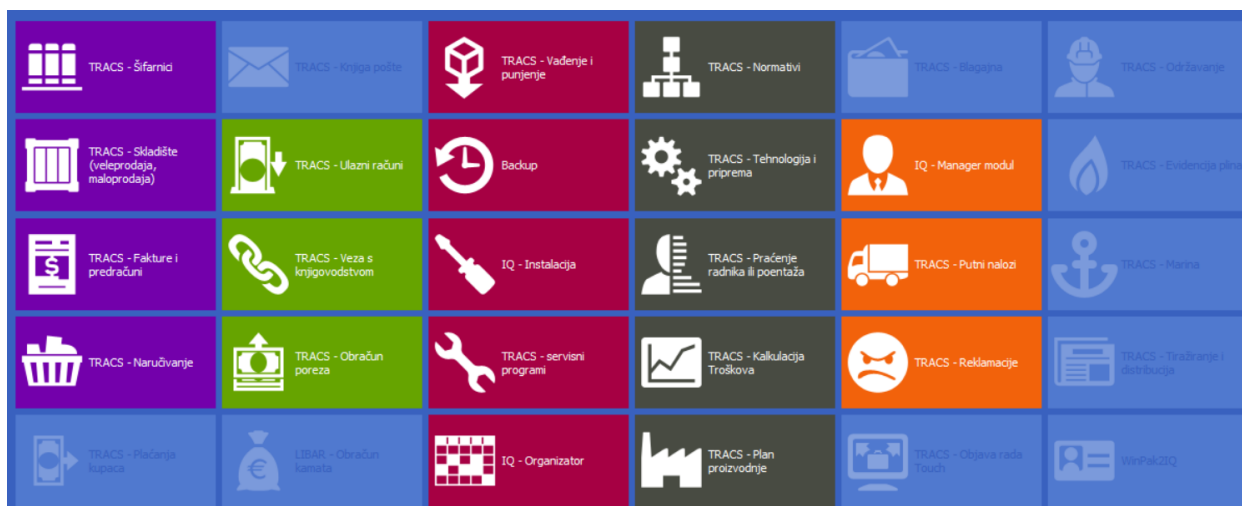 TRACS - Šifarnici
TRACS - Knjiga pošte
TRACS - Vađenje i
punjenje
TRACS - Normativi
TRACS - Blagajna
TRACS - Održavanje
TRACS - Skladište
(veleprodaja,
maloprodaja)
TRACS - Ulazni računi
Backup
TRACS - Tehnologija i
priprema
IQ - Manager modul
TRACS - Evidencija plina
TRACS - Fakture i
predračuni
$
TRACS - Veza s
knjigovodstvom
IQ - Instalacija
TRACS - Praćenje
radnika ili poentaža
TRACS - Putni nalozi
TRACS - Marina
TRACS - Naručivanje
TRACS - Obračun
poreza
TRACS - servisni
programi
TRACS - Kalkulacija
Troškova
TRACS - Reklamacije
TRACS - Tiražiranje i
distribucija
TRACS - Plaćanja
kupaca
€
LIBAR - Obračun
kamata
IQ - Organizator
TRACS - Plan
proizvodnje
TRACS - Objava rada
Touch
WinPak2IQ